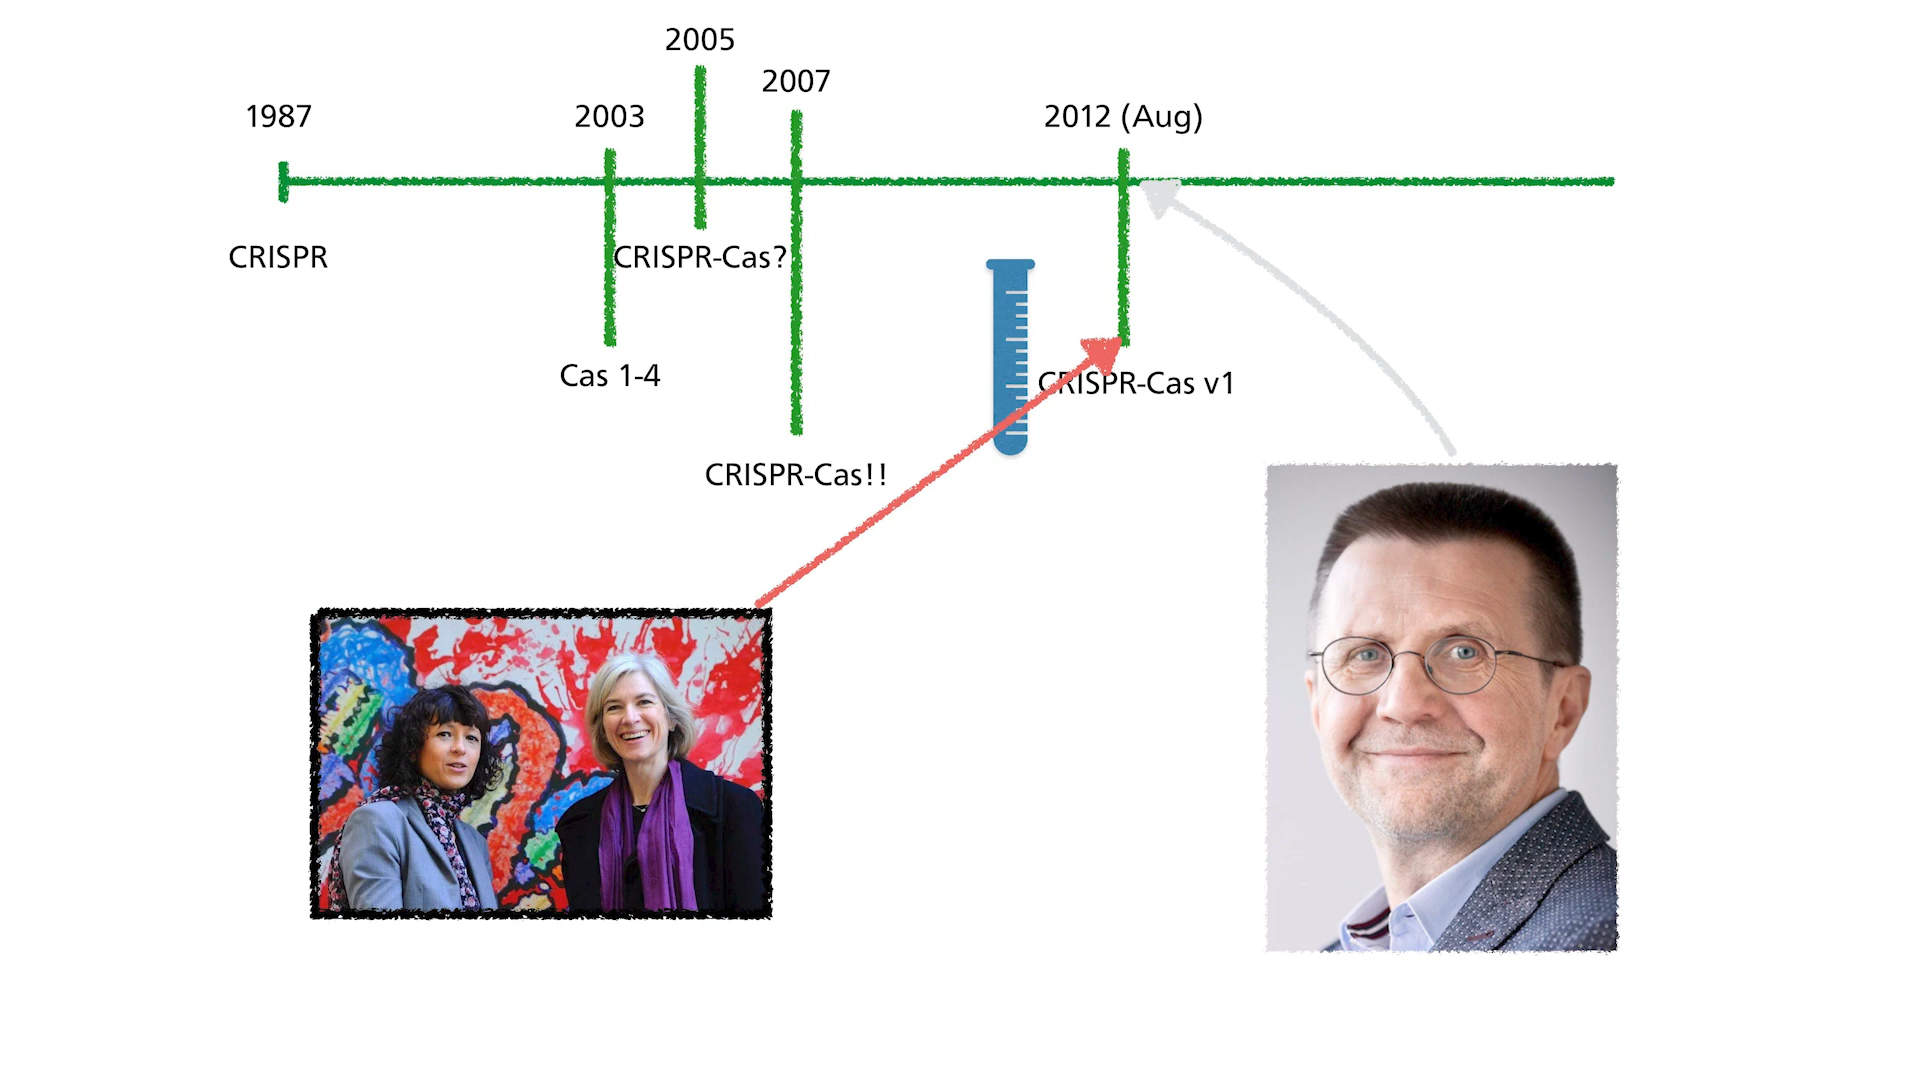 2005
2007
1987
2003
2012 (Aug)
CRISPR
CRISPR-Cas?
Cas 1-4
CRISPR-Cas v1
CRISPR-Cas!!